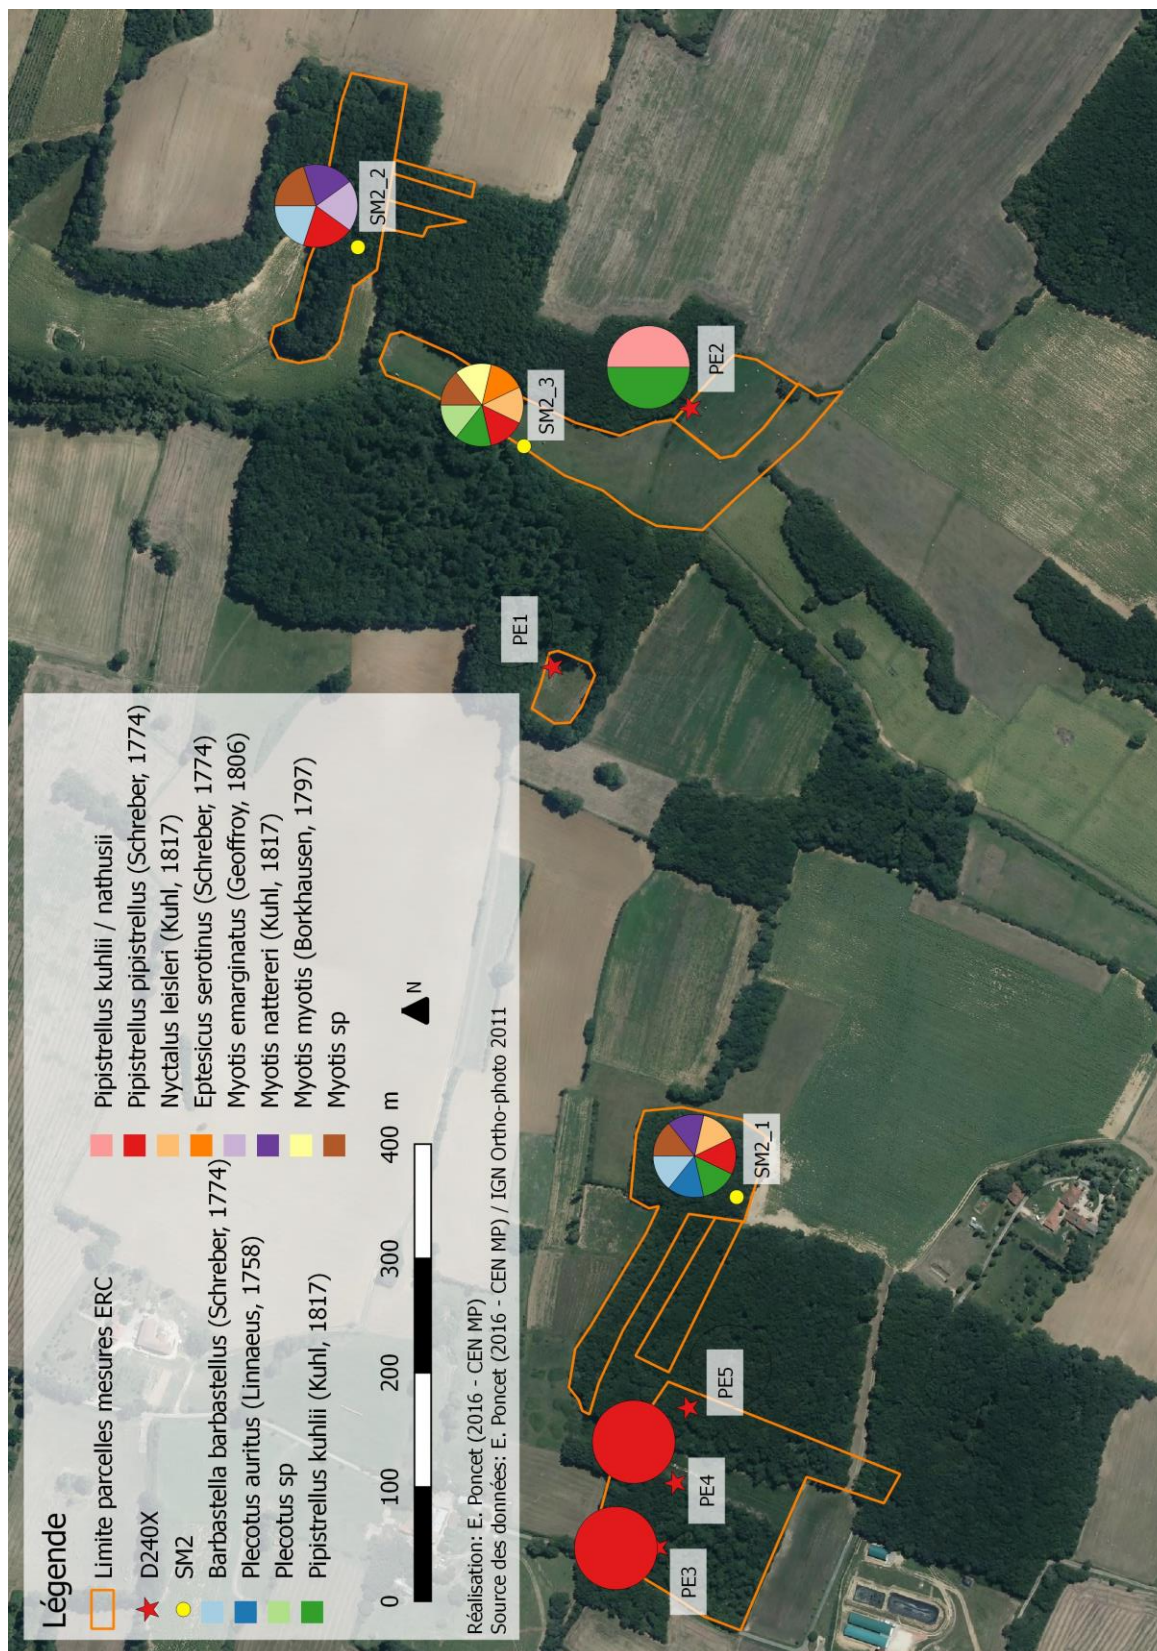 Légende
Limite parcelles mesures ERC
D240X
SM2
Barbastella barbastellus (Schreber, 1774)
Plecotus auritus (Linnaeus, 1758)
Plecotus sp
Pipistrellus kuhlii (Kuhl, 1817)
Pipistrellus kuhlii / nathusii
Pipistrellus pipistrellus (Schreber, 1774)
Nyctalus leisleri (Kuhl, 1817)
Eptesicus serotinus (Schreber, 1774)
Myotis emarginatus (Geoffroy, 1806)
Myotis nattereri (Kuhl, 1817)
Myotis myotis (Borkhausen, 1797)
Myotis sp
0 100 200 300 400 m
N
Réalisation: E. Poncet (2016 - CEN MP)
Source des données: E. Poncet (2016 - CEN MP) / IGN Ortho-photo 2011
PE1
SM2_2
SM2_3
PE2
SM2_1
PE5
PE4
PE3